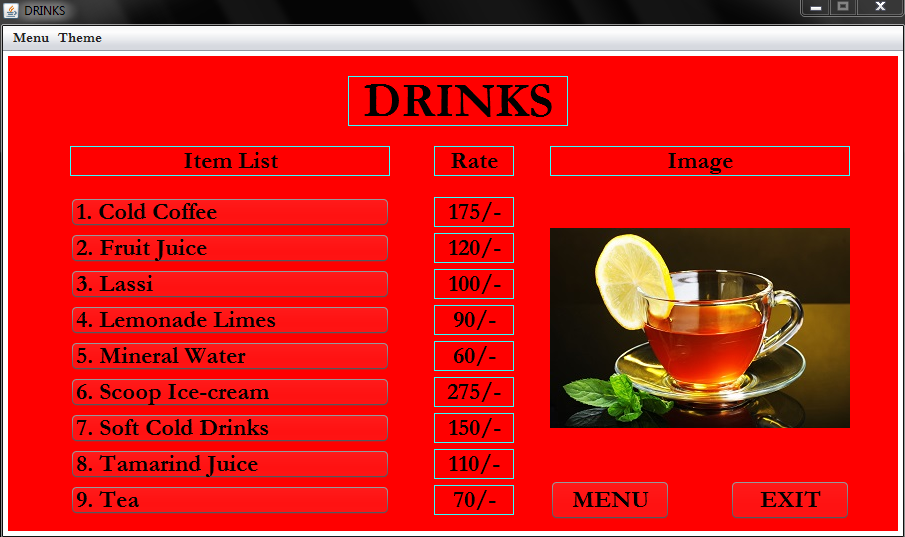 DRINKS
Menu Theme
DRINKS
Item List Rate Image
1. Cold Coffee 175/-
2. Fruit Juice 120/-
3. Lassi 100/-
4. Lemonade Limes 90/-
5. Mineral Water 60/-
6. Scoop Ice-cream 275/-
7. Soft Cold Drinks 150/-
8. Tamarind Juice 110/-
9. Tea 70/-
MENU EXIT